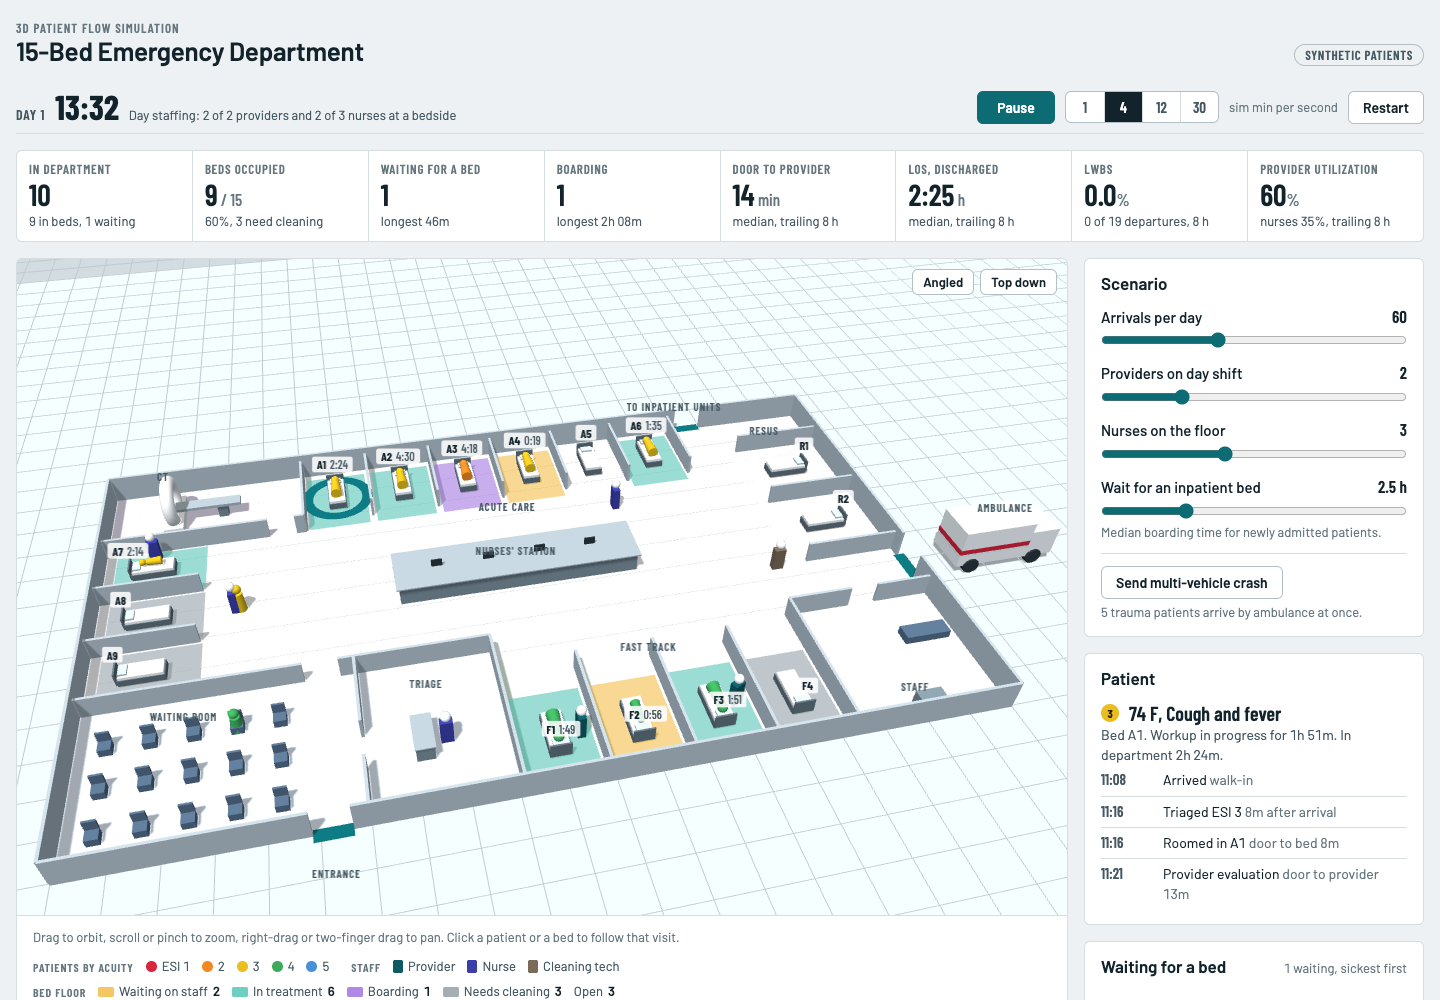 3D PATIENT FLOW SIMULATION
15-Bed Emergency Department
SYNTHETIC PATIENTS
DAY 1 13:32 Day staffing: 2 of 2 providers and 2 of 3 nurses at a bedside
Pause 1 4 12 30 sim min per second Restart
IN DEPARTMENT
10
9 in beds, 1 waiting
BEDS OCCUPIED
9 / 15
60%, 3 need cleaning
WAITING FOR A BED
1
longest 46m
BOARDING
1
longest 2h 08m
DOOR TO PROVIDER
14 min
median, trailing 8 h
LOS, DISCHARGED
2:25 h
median, trailing 8 h
LWBS
0.0%
0 of 19 departures, 8 h
PROVIDER UTILIZATION
60%
nurses 35%, trailing 8 h
Angled Top down
TO INPATIENT UNITS
RESUS
R1
R2
CT
A1 2:24
A2 4:30
A3 4:18
A4 0:19
A5
A6 1:35
ACUTE CARE
AMBULANCE
NURSES' STATION
A7 2:14
A8
A9
FAST TRACK
TRIAGE
STAFF
WAITING ROOM
F1 1:49
F2 0:56
F3 1:51
F4
ENTRANCE
Drag to orbit, scroll or pinch to zoom, right-drag or two-finger drag to pan. Click a patient or a bed to follow that visit.
PATIENTS BY ACUITY ESI 1 2 3 4 5 STAFF Provider Nurse Cleaning tech
BED FLOOR Waiting on staff 2 In treatment 6 Boarding 1 Needs cleaning 3 Open 3
Scenario
Arrivals per day 60
Providers on day shift 2
Nurses on the floor 3
Wait for an inpatient bed 2.5 h
Median boarding time for newly admitted patients.
Send multi-vehicle crash
5 trauma patients arrive by ambulance at once.
Patient
3 74 F, Cough and fever
Bed A1. Workup in progress for 1h 51m. In
department 2h 24m.
11:08 Arrived walk-in
11:16 Triaged ESI 3 8m after arrival
11:16 Roomed in A1 door to bed 8m
11:21 Provider evaluation door to provider
13m
Waiting for a bed 1 waiting, sickest first